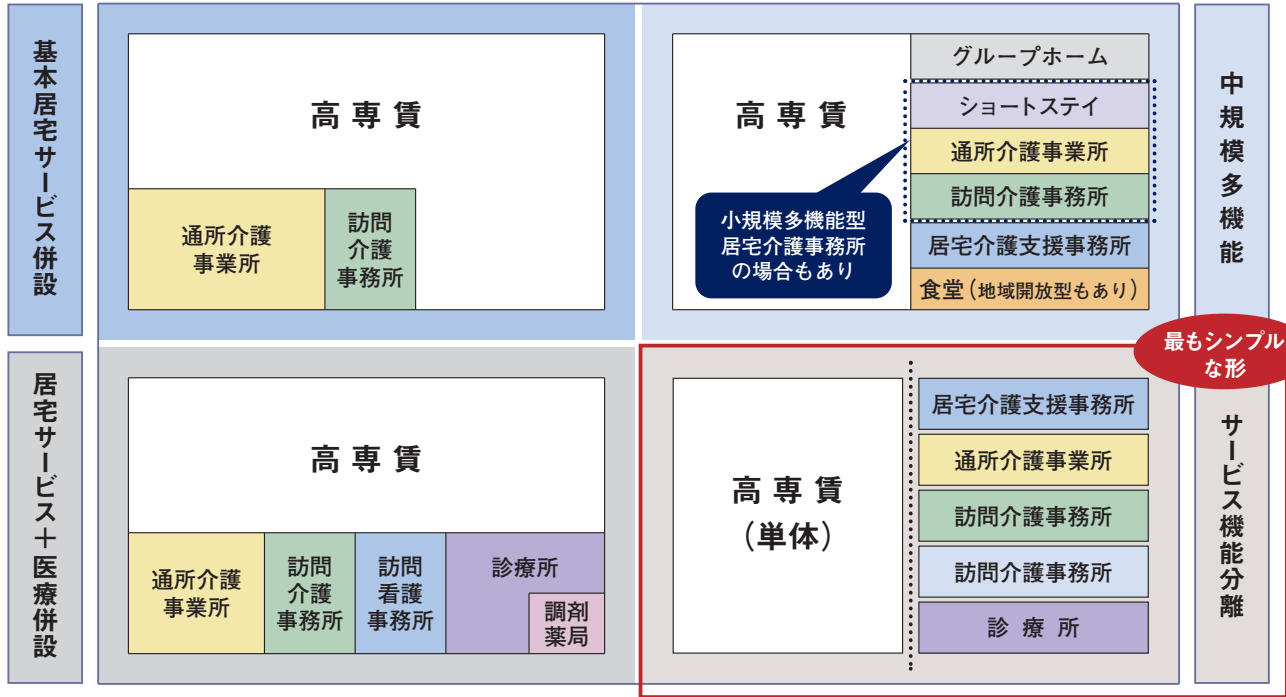 基本居宅サービス併設
高専賃
通所介護
事業所
訪問
介護
事務所
高専賃
グループホーム
ショートステイ
通所介護事業所
訪問介護事務所
居宅介護支援事務所
食堂（地域開放型もあり）
小規模多機能型
居宅介護事務所
の場合もあり
中規模多機能
居宅サービス＋医療併設
高専賃
通所介護
事業所
訪問
介護
事務所
訪問
看護
事務所
診療所
調剤
薬局
最もシンプル
な形
高専賃
（単体）
居宅介護支援事務所
通所介護事業所
訪問介護事務所
訪問介護事務所
診療所
サービス機能分離